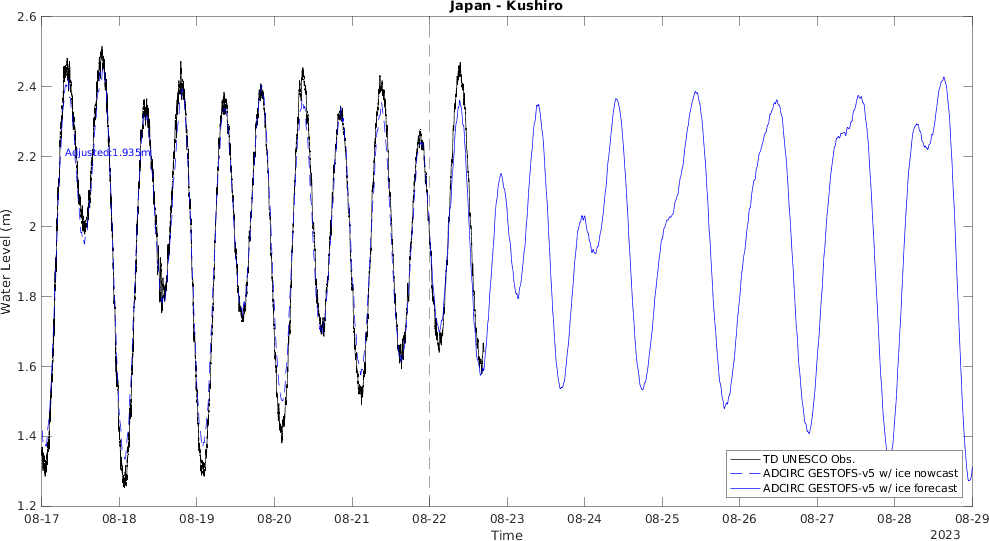 Japan - Kushiro
Water Level (m)
2.6
2.4
2.2
2
1.8
1.6
1.4
1.2
Adjusted:1.935m
TD UNESCO Obs.
ADCIRC GESTOFS-v5 w/ ice nowcast
ADCIRC GESTOFS-v5 w/ ice forecast
08-17 08-18 08-19 08-20 08-21 08-22 08-23 08-24 08-25 08-26 08-27 08-28 08-29
Time
2023